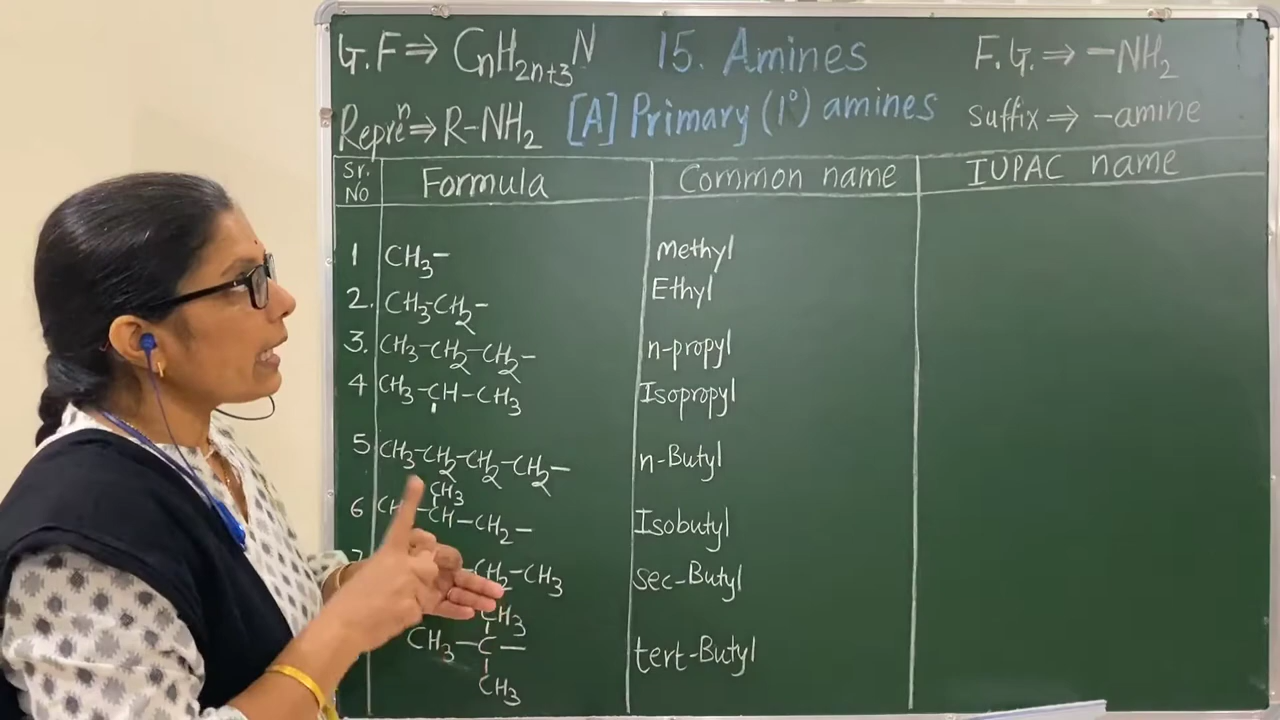 G.F⇒ CnH2n+3N 15. Amines F.G.⇒ -NH2
Repreⁿ⇒ R-NH2 [A] Primary (1°) amines Suffix⇒ -amine
Sr. No Formula Common name IUPAC name
1 CH3- Methyl
2. CH3-CH2- Ethyl
3. CH3-CH2-CH2- n-propyl
4 CH3-CH-CH3 Isopropyl
5 CH3-CH2-CH2-CH2- n-Butyl
CH3
6 -CH-CH2- Isobutyl
7 -CH2-CH3 sec-Butyl
CH3
CH3-C- tert-Butyl
CH3